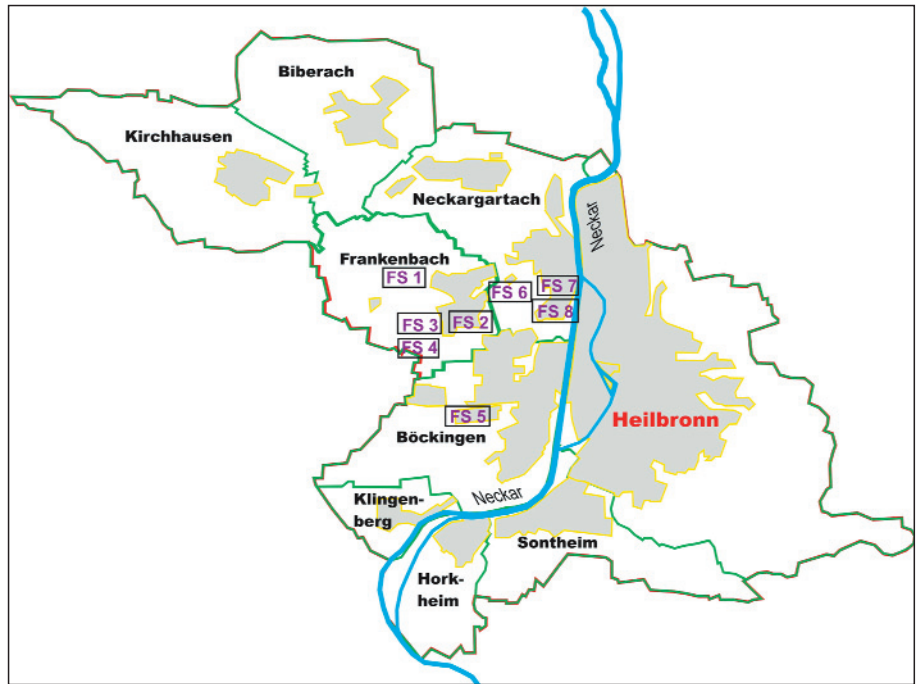 Biberach
Kirchhausen
Neckargartach
Neckar
Frankenbach
FS 1
FS 6
FS 7
FS 8
FS 3
FS 2
FS 4
FS 5
Böckingen
Heilbronn
Neckar
Klingen-
berg
Sontheim
Hork-
heim